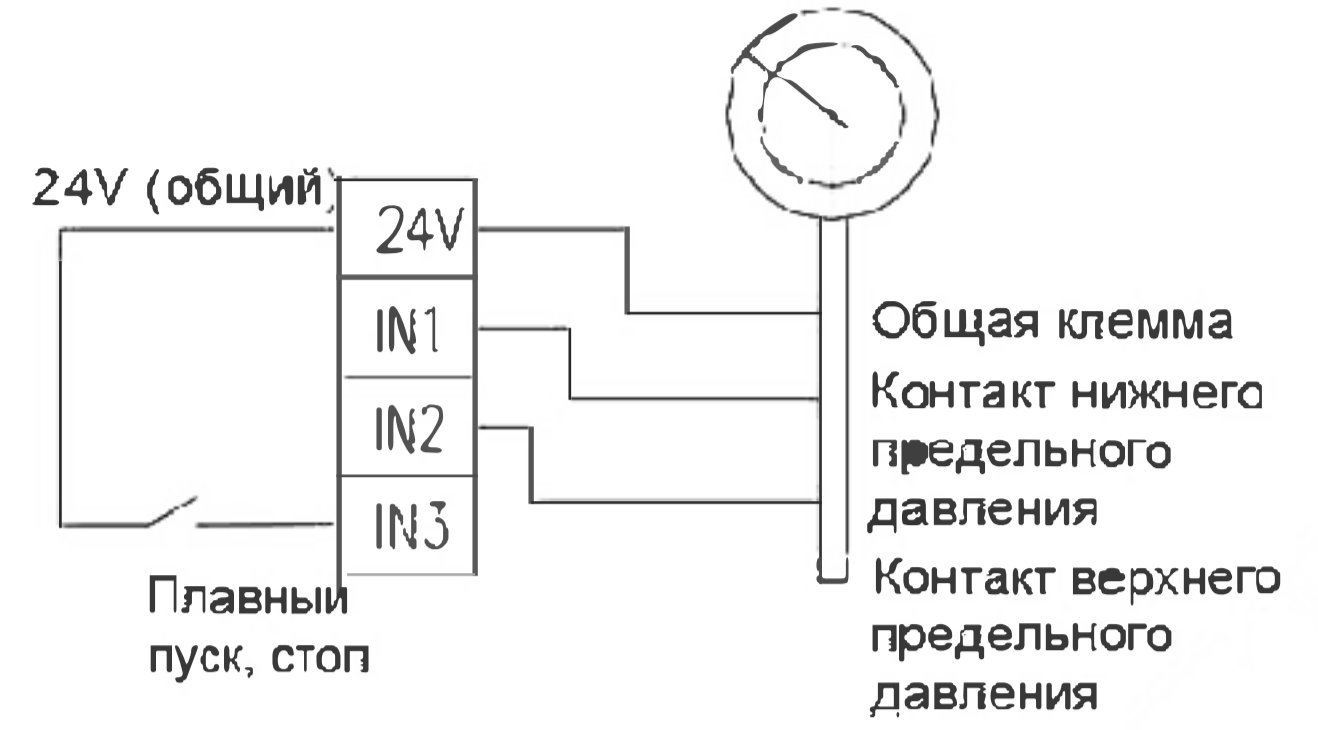 24V (общий)
24V
IN1
IN2
IN3
Плавный
пуск, стоп
Общая клемма
Контакт нижнего
предельного
давления
Контакт верхнего
предельного
давления